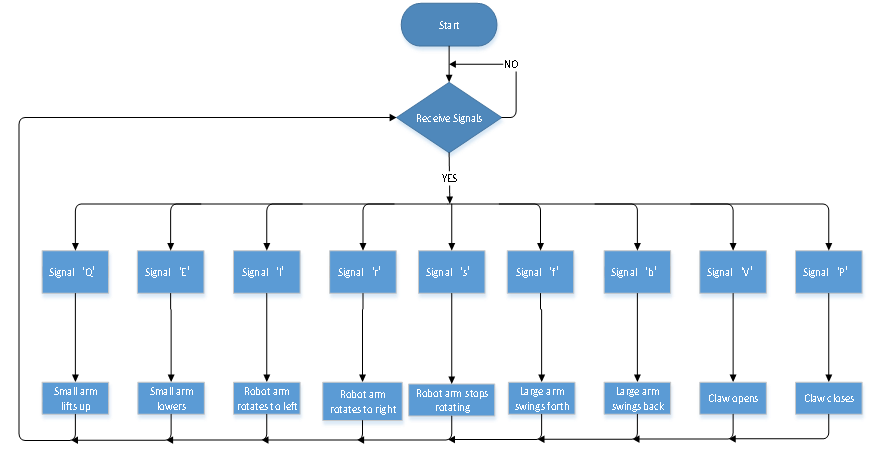 Start
NO
Receive Signals
YES
Signal 'Q'
Signal 'E'
Signal 'l'
Signal 'r'
Signal 's'
Signal 'f'
Signal 'b'
Signal 'V'
Signal 'P'
Small arm
lifts up
Small arm
lowers
Robot arm
rotates to left
Robot arm
rotates to right
Robot arm stops
rotating
Large arm
swings forth
Large arm
swings back
Claw opens
Claw closes